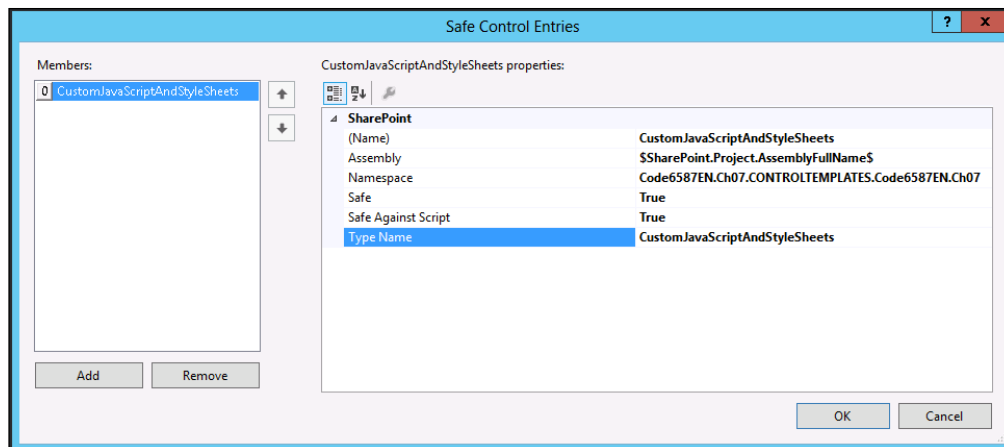 Safe Control Entries
? x
Members:
0 CustomJavaScriptAndStyleSheets
Add Remove
CustomJavaScriptAndStyleSheets properties:
SharePoint
(Name) CustomJavaScriptAndStyleSheets
Assembly $SharePoint.Project.AssemblyFullName$
Namespace Code6587EN.Ch07.CONTROLTEMPLATES.Code6587EN.Ch07
Safe True
Safe Against Script True
Type Name CustomJavaScriptAndStyleSheets
OK Cancel